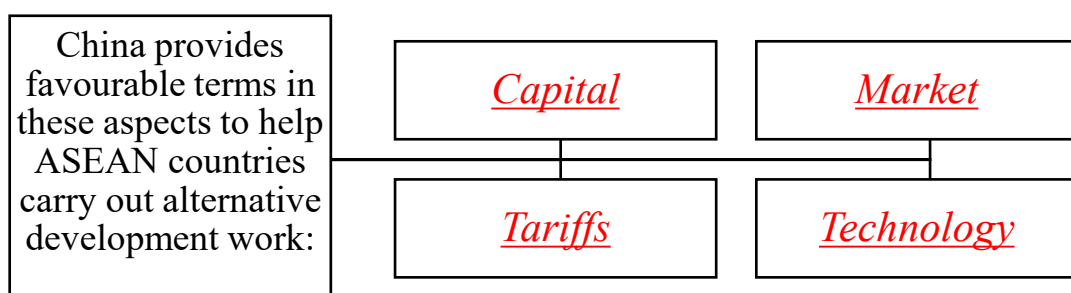 China provides
favourable terms in
these aspects to help
ASEAN countries
carry out alternative
development work:
Capital
Market
Tariffs
Technology